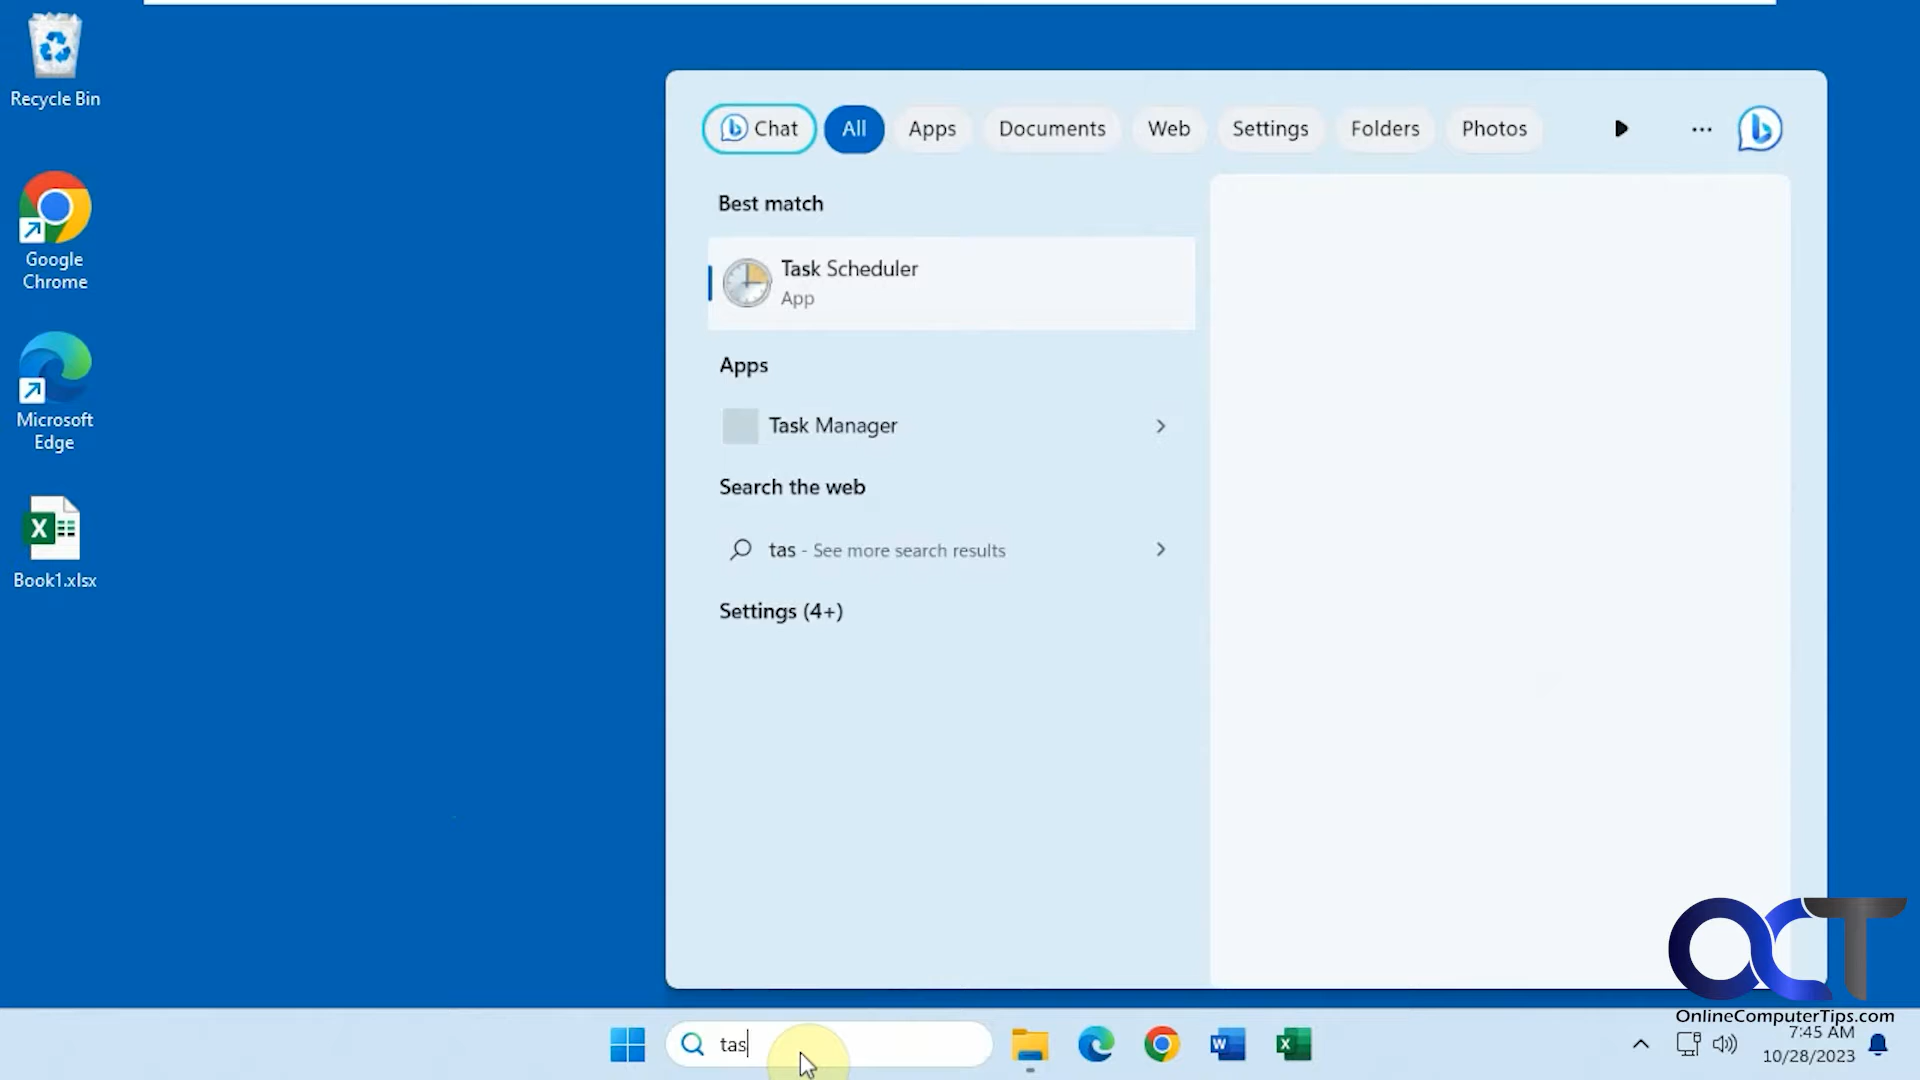 Recycle Bin
Google
Chrome
Microsoft
Edge
X
Book1.xlsx
Chat
All
Apps
Documents
Web
Settings
Folders
Photos
...
b
Best match
Task Scheduler
App
Apps
Task Manager
Search the web
tas - See more search results
Settings (4+)
OCT
OnlineComputerTips.com
tas
W
X
7:45 AM
10/28/2023